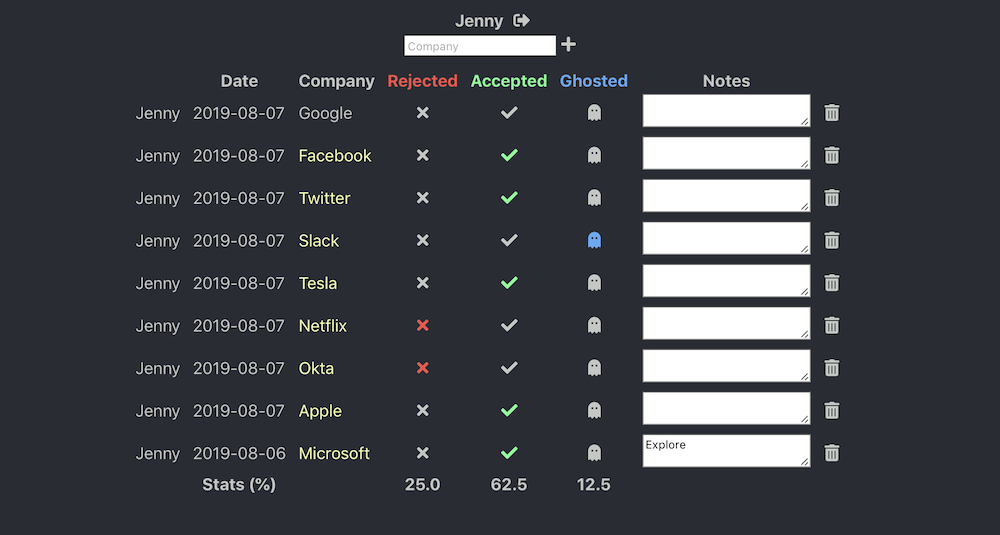 Jenny
Company
Date Company Rejected Accepted Ghosted Notes
Jenny 2019-08-07 Google
Jenny 2019-08-07 Facebook
Jenny 2019-08-07 Twitter
Jenny 2019-08-07 Slack
Jenny 2019-08-07 Tesla
Jenny 2019-08-07 Netflix
Jenny 2019-08-07 Okta
Jenny 2019-08-07 Apple
Jenny 2019-08-06 Microsoft Explore
Stats (%) 25.0 62.5 12.5